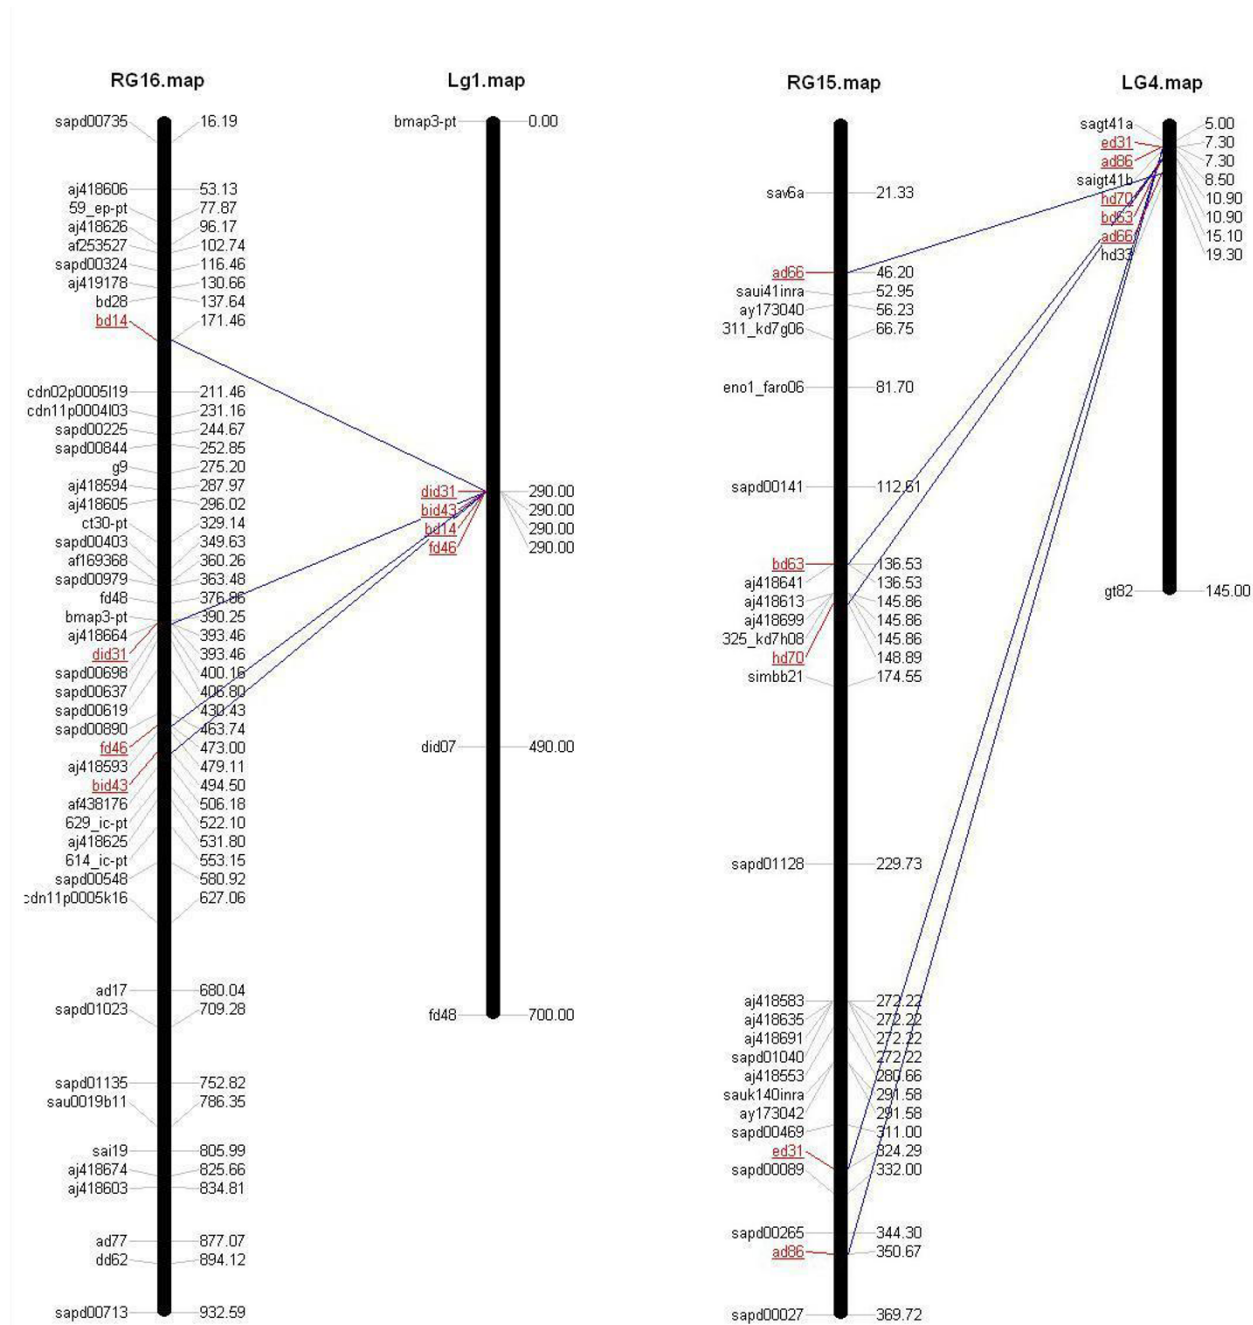 RG16.map
sapd00735 16.19
aj418606 53.13
59_ep-pt 77.87
aj418626 96.17
af253527 102.74
sapd00324 116.46
aj419178 130.66
bd28 137.64
bd14 171.46
cdn02p0005l19 211.46
cdn11p0004l03 231.16
sapd00225 244.67
sapd00844 252.85
g9 275.20
aj418594 287.97
aj418605 296.02
ct30-pt 329.14
sapd00403 349.63
af169368 360.26
sapd00979 363.48
fd48 376.86
bmap3-pt 390.25
aj418664 393.46
did31 393.46
sapd00698 400.16
sapd00637 406.80
sapd00619 430.43
sapd00890 463.74
fd46 473.00
aj418593 479.11
bid43 494.50
af438176 506.18
629_ic-pt 522.10
aj418625 531.80
614_ic-pt 553.15
sapd00548 580.92
cdn11p0005k16 627.06
ad17 680.04
sapd01023 709.28
sapd01135 752.82
sau0019b11 786.35
sai19 805.99
aj418674 825.66
aj418603 834.81
ad77 877.07
dd62 894.12
sapd00713 932.59
Lg1.map
bmap3-pt 0.00
did31 290.00
bid43 290.00
bd14 290.00
fd46 290.00
did07 490.00
fd48 700.00
RG15.map
sav6a 21.33
ad66 46.20
saui41inra 52.95
ay173040 56.23
311_kd7g06 66.75
eno1_faro06 81.70
sapd00141 112.61
bd63 136.53
aj418641 136.53
aj418613 145.86
aj418699 145.86
325_kd7h08 145.86
hd70 148.89
simbb21 174.55
sapd01128 229.73
aj418583 272.22
aj418635 272.22
aj418691 272.22
sapd01040 272.22
aj418553 280.66
sauk140inra 291.58
ay173042 291.58
sapd00469 311.00
ed31 324.29
sapd00089 332.00
sapd00265 344.30
ad86 350.67
sapd00027 369.72
LG4.map
sagt41a 5.00
ed31 7.30
ad86 7.30
saigt41b 8.50
hd70 10.90
bd63 10.90
ad66 15.10
hd33 19.30
gt82 145.00